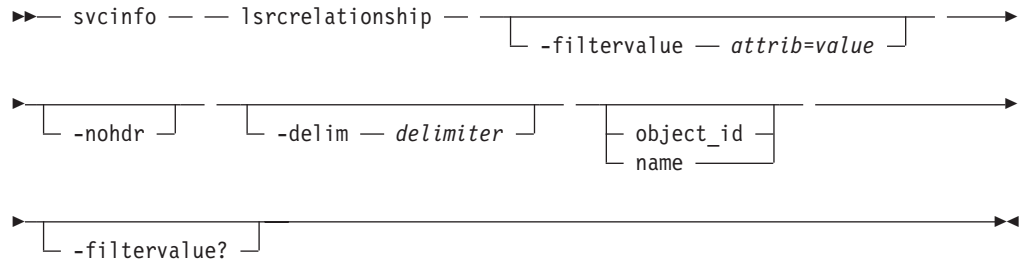 svcinfo lsrcrelationship
-filtervalue attrib=value
-nohdr -delim delimiter object_id
name
-filtervalue?